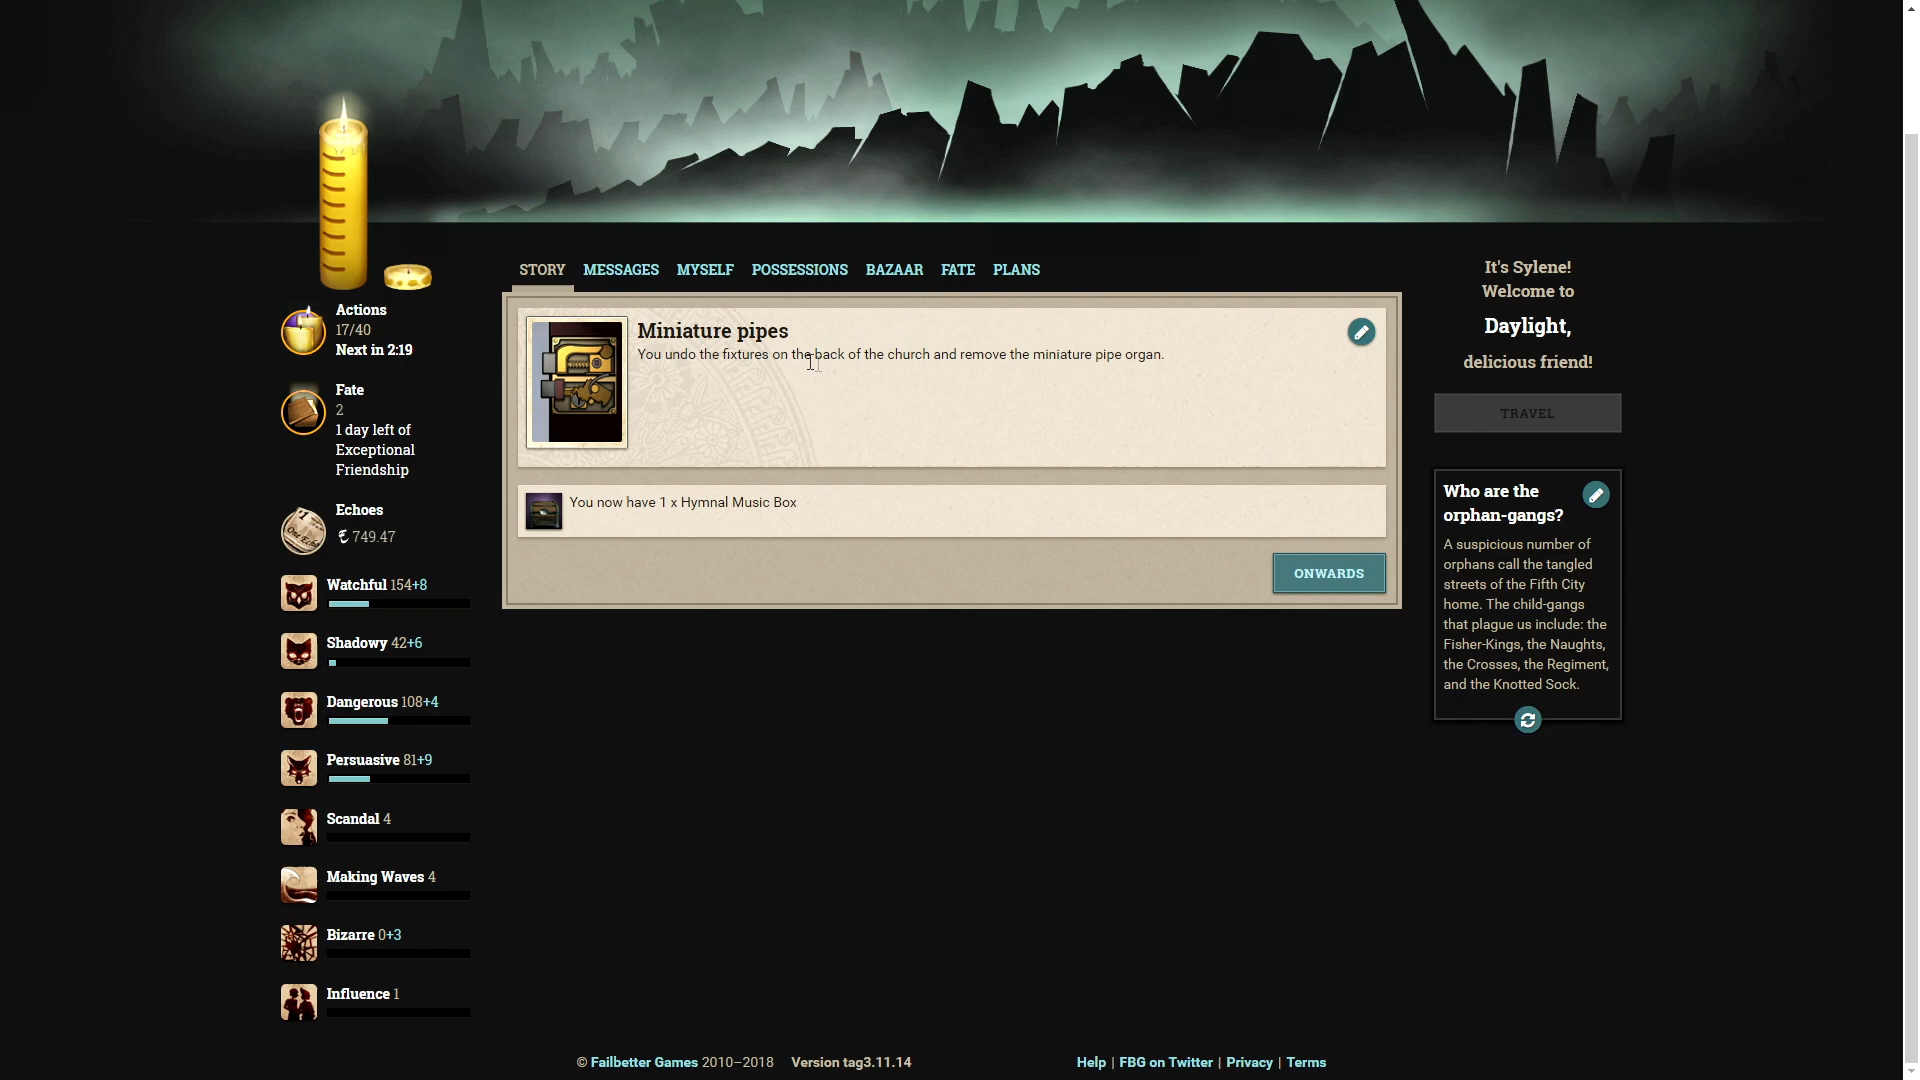 Actions
17/40
Next in 2:19
Fate
2
1 day left of
Exceptional
Friendship
Echoes
749.47
Watchful 154+8
Shadowy 42+6
Dangerous 108+4
Persuasive 81+9
Scandal 4
Making Waves 4
Bizarre 0+3
Influence 1
STORY MESSAGES MYSELF POSSESSIONS BAZAAR FATE PLANS
Miniature pipes
You undo the fixtures on the back of the church and remove the miniature pipe organ.
You now have 1 x Hymnal Music Box
ONWARDS
It's Sylene!
Welcome to
Daylight,
delicious friend!
TRAVEL
Who are the
orphan-gangs?
A suspicious number of
orphans call the tangled
streets of the Fifth City
home. The child-gangs
that plague us include: the
Fisher-Kings, the Naughts,
the Crosses, the Regiment,
and the Knotted Sock.
© Failbetter Games 2010–2018 Version tag3.11.14
Help | FBG on Twitter | Privacy | Terms